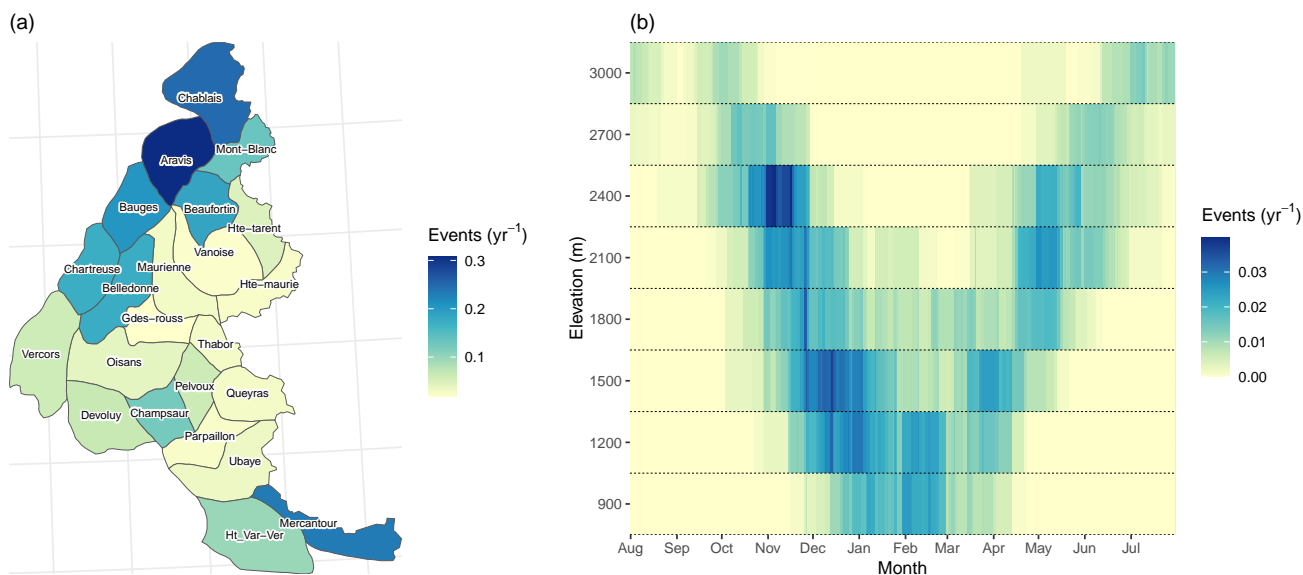 (a)
Chablais
Mont−Blanc
Aravis
Bauges
Beaufortin
Hte−tarent
Vanoise
Chartreuse
Maurienne
Belledonne
Hte−maurie
Gdes−rouss
Thabor
Vercors
Oisans
Pelvoux
Queyras
Devoluy
Champsaur
Parpaillon
Ubaye
Mercantour
Ht_Var−Ver
Events (yr−1)
0.3
0.2
0.1
(b)
Elevation (m)
3000
2700
2400
2100
1800
1500
1200
900
Aug Sep Oct Nov Dec Jan Feb Mar Apr May Jun Jul
Month
Events (yr−1)
0.03
0.02
0.01
0.00